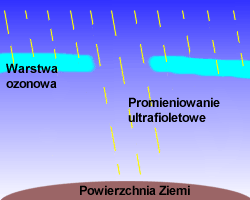 Warstwa
ozonowa
Promieniowanie
ultrafioletowe
Powierzchnia Ziemi